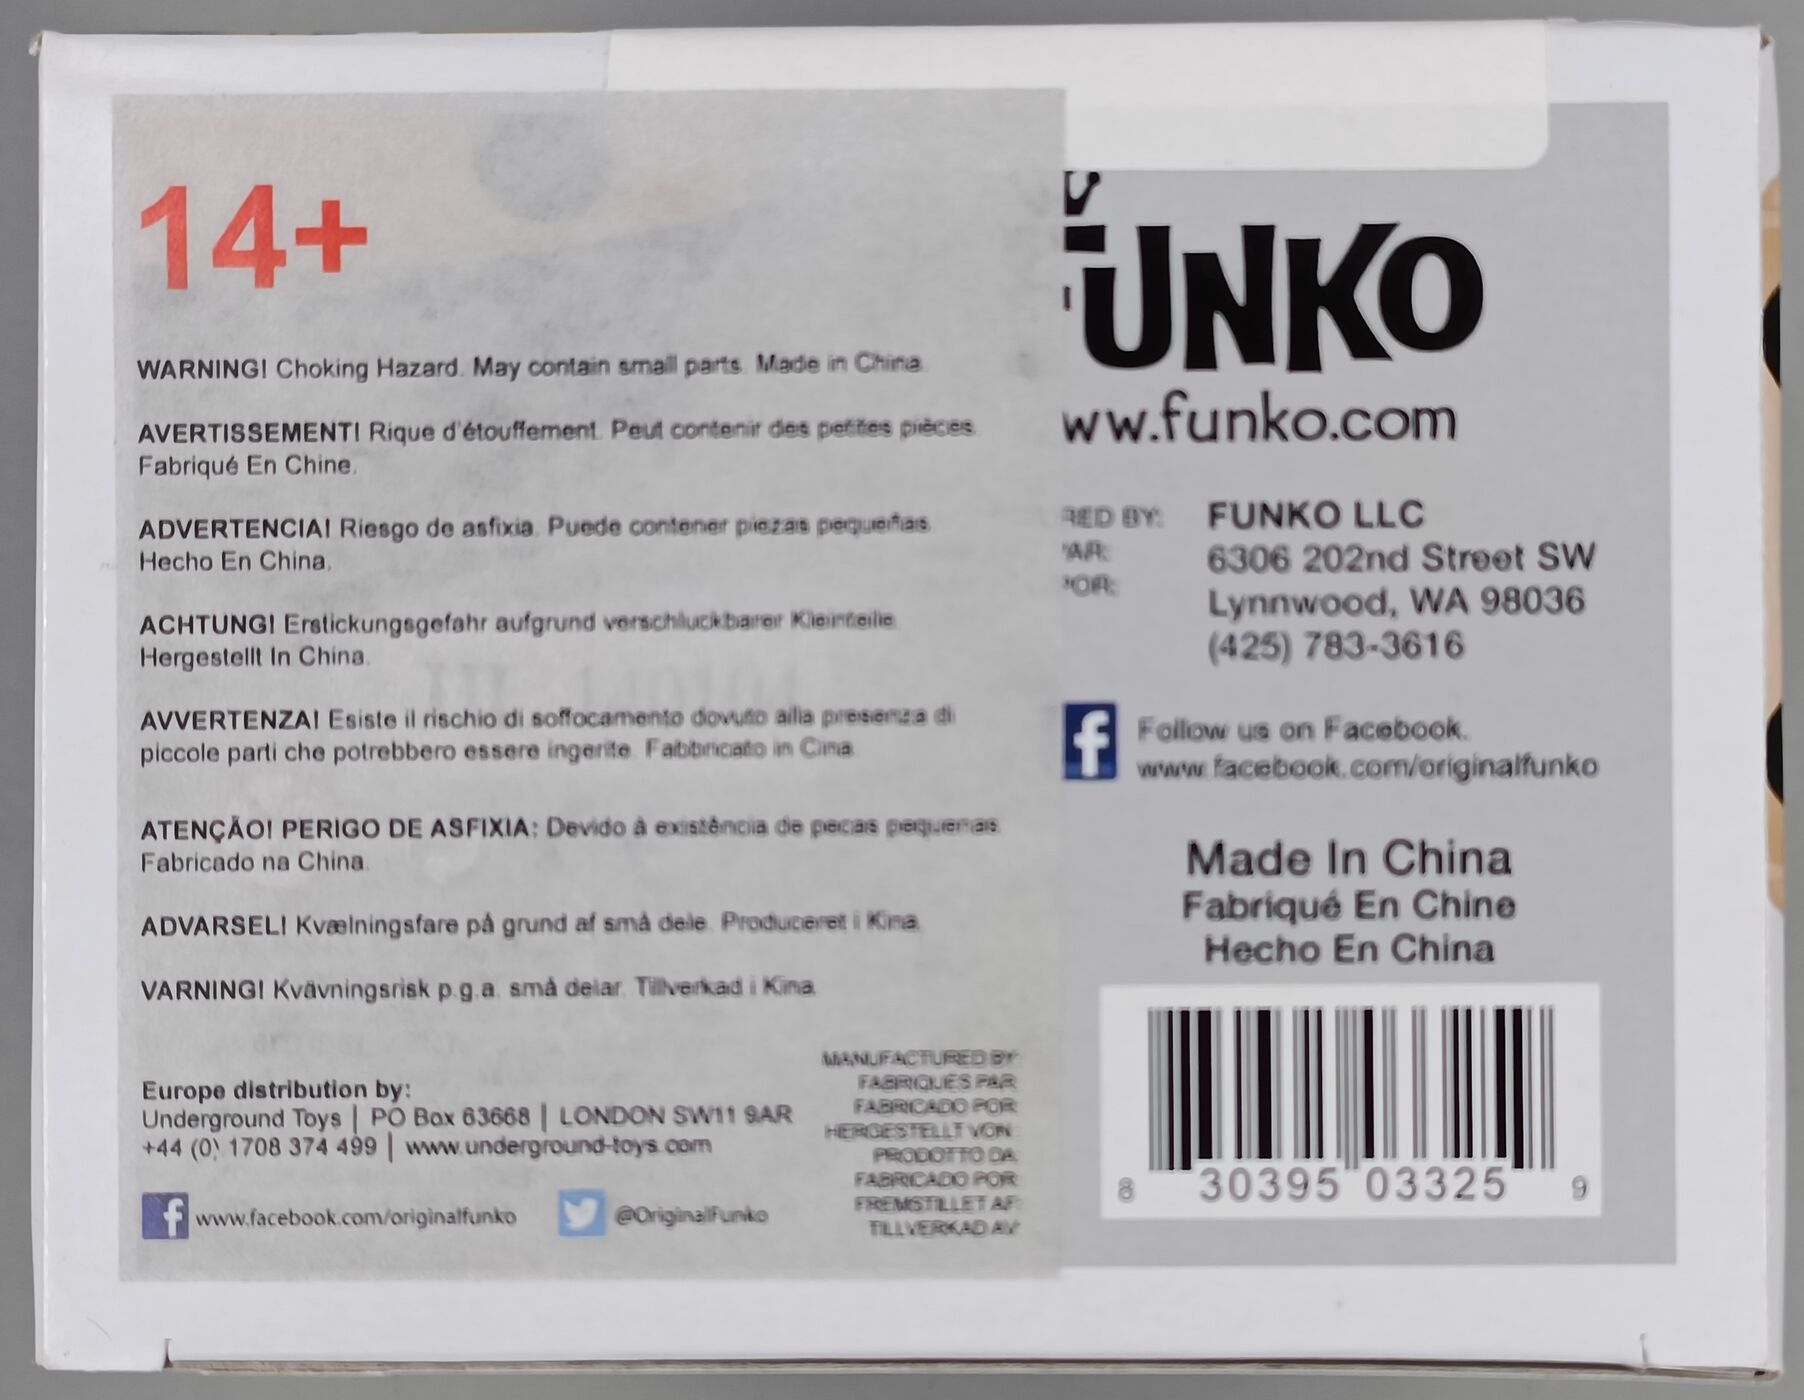 14+
WARNING! Choking Hazard. May contain small parts. Made in China.
AVERTISSEMENT! Rique d'étouffement. Peut contenir des petites pièces.
Fabriqué En Chine.
ADVERTENCIA! Riesgo de asfixia. Puede contener piezas pequeñas.
Hecho En China.
ACHTUNG! Erstickungsgefahr aufgrund verschluckbarer Kleinteile.
Hergestellt In China.
AVVERTENZA! Esiste il rischio di soffocamento dovuto alla presenza di
piccole parti che potrebbero essere ingerite. Fabbricato in Cina.
ATENÇÃO! PERIGO DE ASFIXIA: Devido à existência de pecas pequenas.
Fabricado na China.
ADVARSEL! Kvælningsfare på grund af små dele. Produceret i Kina.
VARNING! Kvävningsrisk p.g.a. små delar. Tillverkad i Kina.
Europe distribution by:
Underground Toys | PO Box 63668 | LONDON SW11 9AR
+44 (0) 1708 374 499 | www.underground-toys.com
www.facebook.com/originalfunko
@OriginalFunko
MANUFACTURED BY:
FABRIQUÉS PAR:
FABRICADO POR:
HERGESTELLT VON:
PRODOTTO DA:
FABRICADO POR:
FREMSTILLET AF:
TILLVERKAD AV:
FUNKO
ww.funko.com
RED BY: FUNKO LLC
AR: 6306 202nd Street SW
POR: Lynnwood, WA 98036
(425) 783-3616
Follow us on Facebook.
www.facebook.com/originalfunko
Made In China
Fabriqué En Chine
Hecho En China
8 30395 03325 9